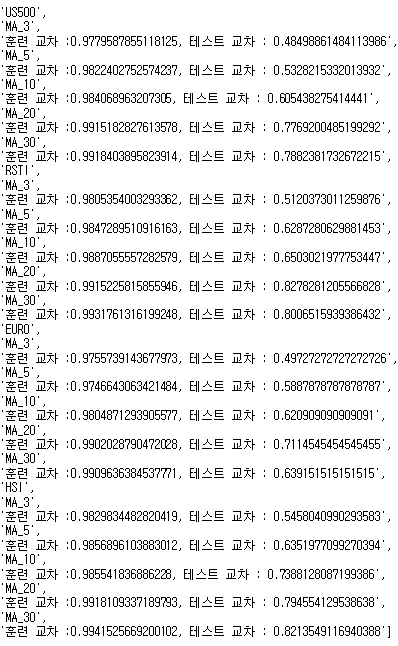 'US500',
'MA_3',
'훈련 교차 :0.9779587855118125, 테스트 교차 : 0.48498861484113986',
'MA_5',
'훈련 교차 :0.9822402752574237, 테스트 교차 : 0.5328215332013932',
'MA_10',
'훈련 교차 :0.984068963207305, 테스트 교차 : 0.605438275414441',
'MA_20',
'훈련 교차 :0.9915182827613578, 테스트 교차 : 0.7769200485199292',
'MA_30',
'훈련 교차 :0.9918403895823914, 테스트 교차 : 0.7882381732672215',
'RSTI',
'MA_3',
'훈련 교차 :0.9805354003293362, 테스트 교차 : 0.5120373011259876',
'MA_5',
'훈련 교차 :0.9847289510916163, 테스트 교차 : 0.6287280629881453',
'MA_10',
'훈련 교차 :0.9887055557282579, 테스트 교차 : 0.6503021977753447',
'MA_20',
'훈련 교차 :0.9915225815855946, 테스트 교차 : 0.8278281205566828',
'MA_30',
'훈련 교차 :0.9931761316199248, 테스트 교차 : 0.8006515939386432',
'EURO',
'MA_3',
'훈련 교차 :0.9755739143677973, 테스트 교차 : 0.49727272727272726',
'MA_5',
'훈련 교차 :0.9746643063421484, 테스트 교차 : 0.5887878787878787',
'MA_10',
'훈련 교차 :0.9804871293905577, 테스트 교차 : 0.620909090909091',
'MA_20',
'훈련 교차 :0.9902028790472028, 테스트 교차 : 0.7114545454545455',
'MA_30',
'훈련 교차 :0.9909636384537771, 테스트 교차 : 0.639151515151515',
'HSI',
'MA_3',
'훈련 교차 :0.9829834482820419, 테스트 교차 : 0.5458040990293583',
'MA_5',
'훈련 교차 :0.9856896103883012, 테스트 교차 : 0.6351977099270394',
'MA_10',
'훈련 교차 :0.985541836886228, 테스트 교차 : 0.7388128087199386',
'MA_20',
'훈련 교차 :0.9918109337189793, 테스트 교차 : 0.794554129538638',
'MA_30',
'훈련 교차 :0.9941525669200102, 테스트 교차 : 0.8213549116940388']